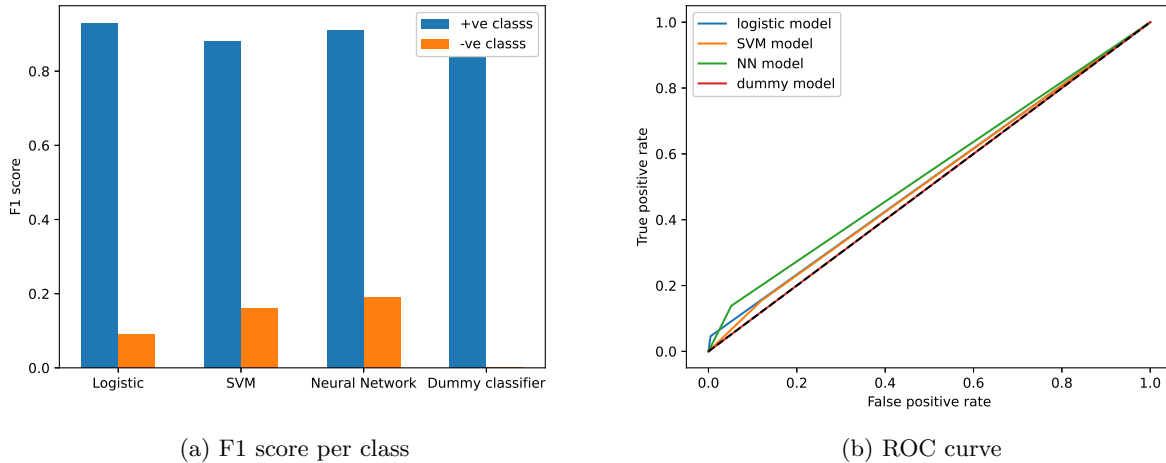 +ve classs
-ve classs
F1 score
0.8
0.6
0.4
0.2
0.0
Logistic
SVM
Neural Network
Dummy classifier
(a) F1 score per class
logistic model
SVM model
NN model
dummy model
True positive rate
1.0
0.8
0.6
0.4
0.2
0.0
0.0
0.2
0.4
0.6
0.8
1.0
False positive rate
(b) ROC curve